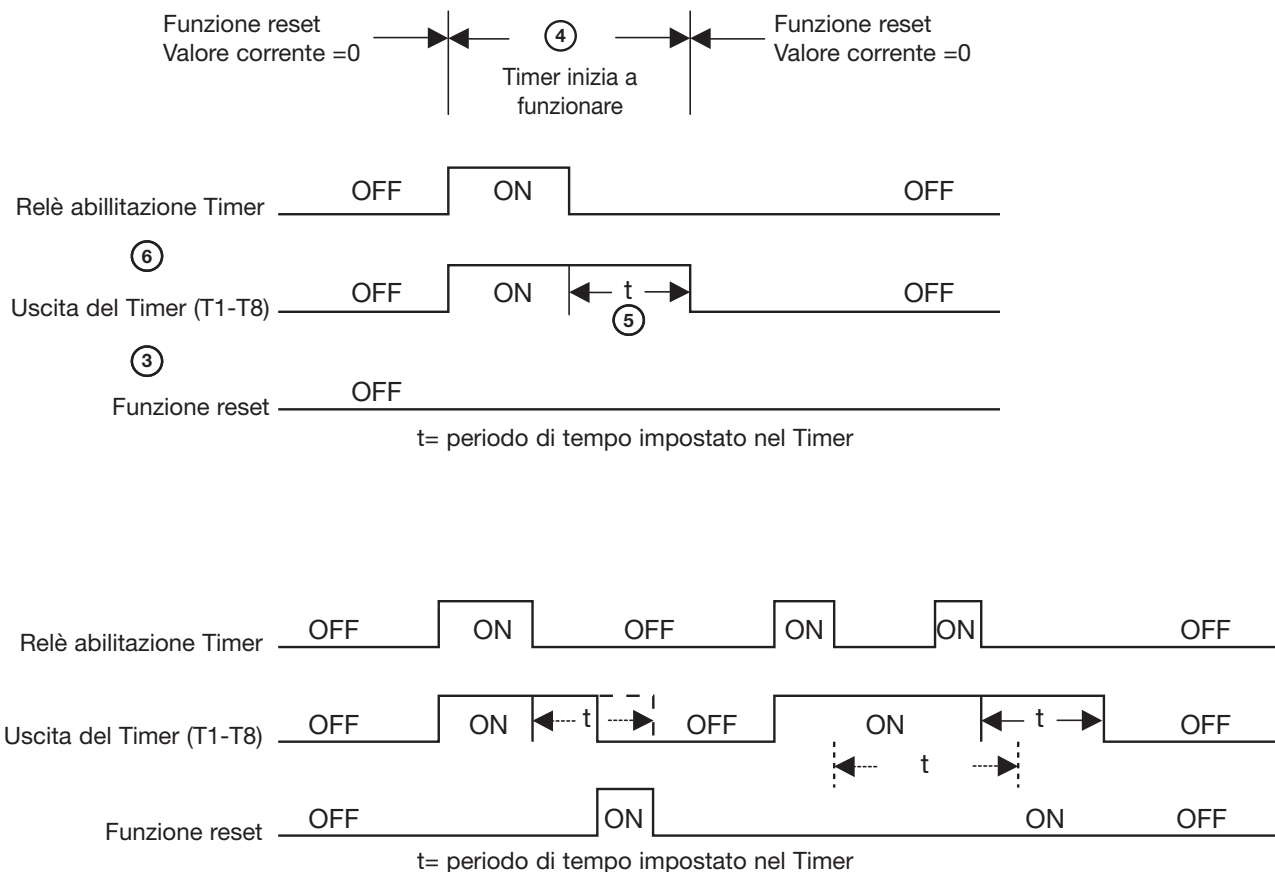 Funzione reset
Valore corrente =0
4
Timer inizia a
funzionare
Funzione reset
Valore corrente =0
Relè abillitazione Timer
OFF ON OFF
6
Uscita del Timer (T1-T8)
OFF ON t OFF
5
3
Funzione reset
OFF
t= periodo di tempo impostato nel Timer
Relè abilitazione Timer
OFF ON OFF ON ON OFF
Uscita del Timer (T1-T8)
OFF ON t OFF ON t OFF
t
Funzione reset
OFF ON ON OFF
t= periodo di tempo impostato nel Timer